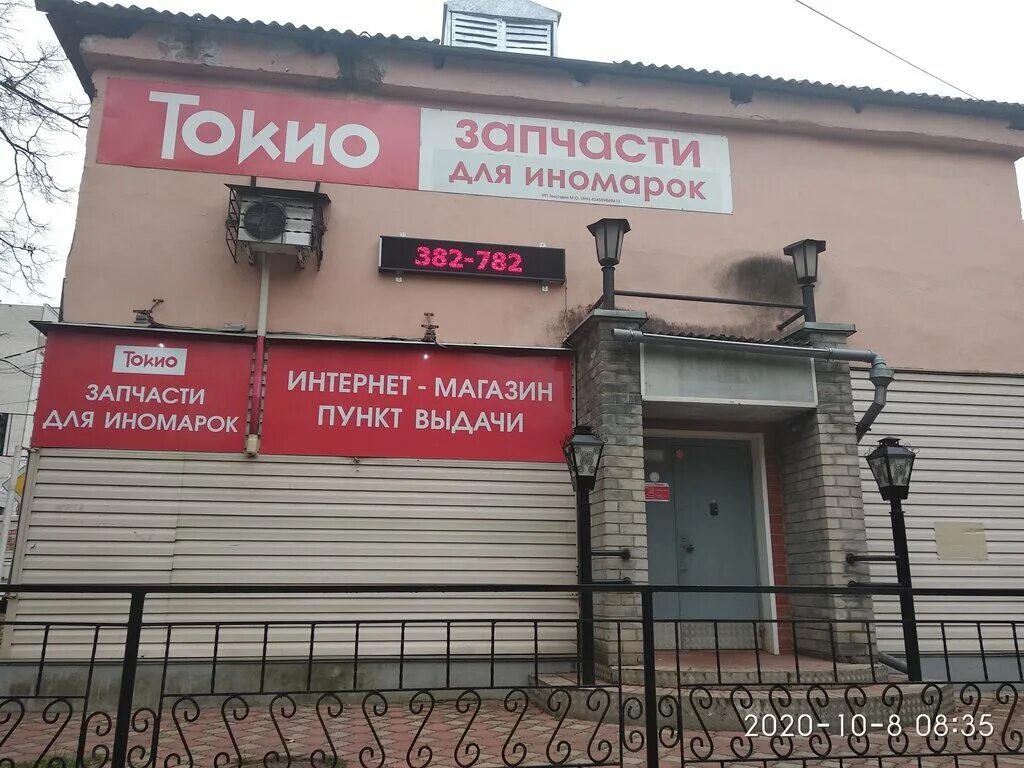 Токио
ЗАПЧАСТИ
ДЛЯ ИНОМАРОК
382-782
Токио
ЗАПЧАСТИ
ДЛЯ ИНОМАРОК
ИНТЕРНЕТ - МАГАЗИН
ПУНКТ ВЫДАЧИ
2020-10-8 08:35